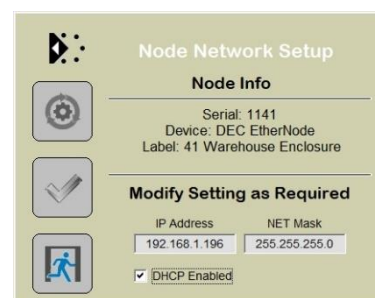 Node Network Setup
Node Info
Serial: 1141
Device: DEC EtherNode
Label: 41 Warehouse Enclosure
Modify Setting as Required
IP Address NET Mask
192.168.1.196 255.255.255.0
DHCP Enabled